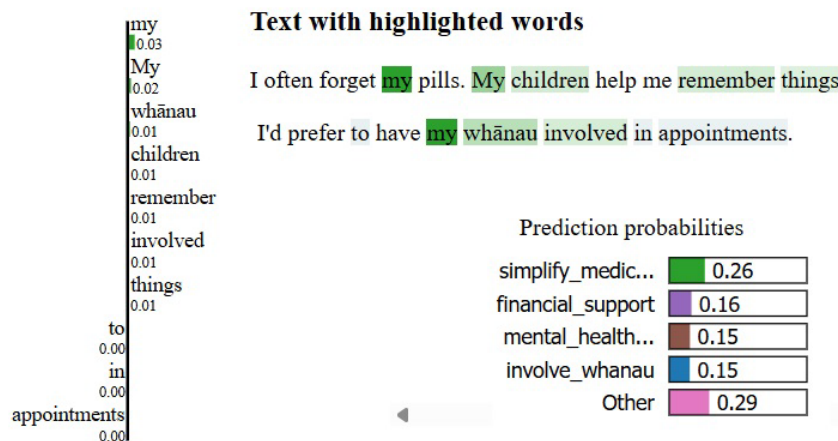 my
0.03
My
0.02
whānau
0.01
children
0.01
remember
0.01
involved
0.01
things
0.01
to
0.00
in
0.00
appointments
0.00
Text with highlighted words
I often forget my pills. My children help me remember things
I'd prefer to have my whānau involved in appointments.
Prediction probabilities
simplify_medic... 0.26
financial_support 0.16
mental_health... 0.15
involve_whanau 0.15
Other 0.29